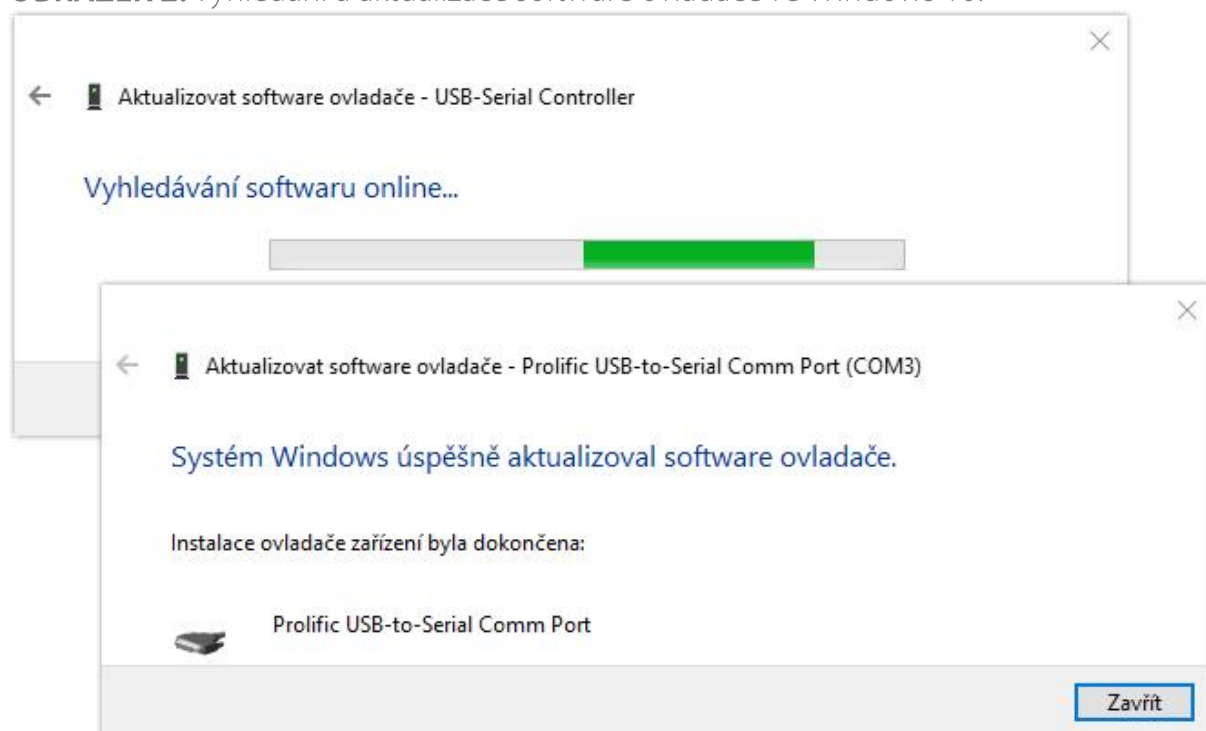 Aktualizovat software ovladače - USB-Serial Controller
Vyhledávání softwaru online...
Aktualizovat software ovladače - Prolific USB-to-Serial Comm Port (COM3)
Systém Windows úspěšně aktualizoval software ovladače.
Instalace ovladače zařízení byla dokončena:
Prolific USB-to-Serial Comm Port
Zavřít